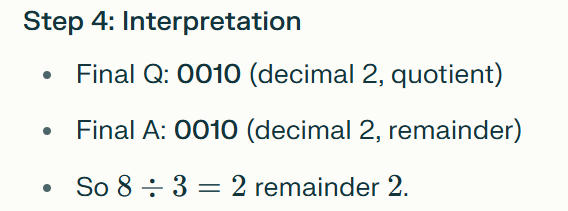 Step 4: Interpretation
• Final Q: 0010 (decimal 2, quotient)
• Final A: 0010 (decimal 2, remainder)
• So 8 ÷ 3 = 2 remainder 2.